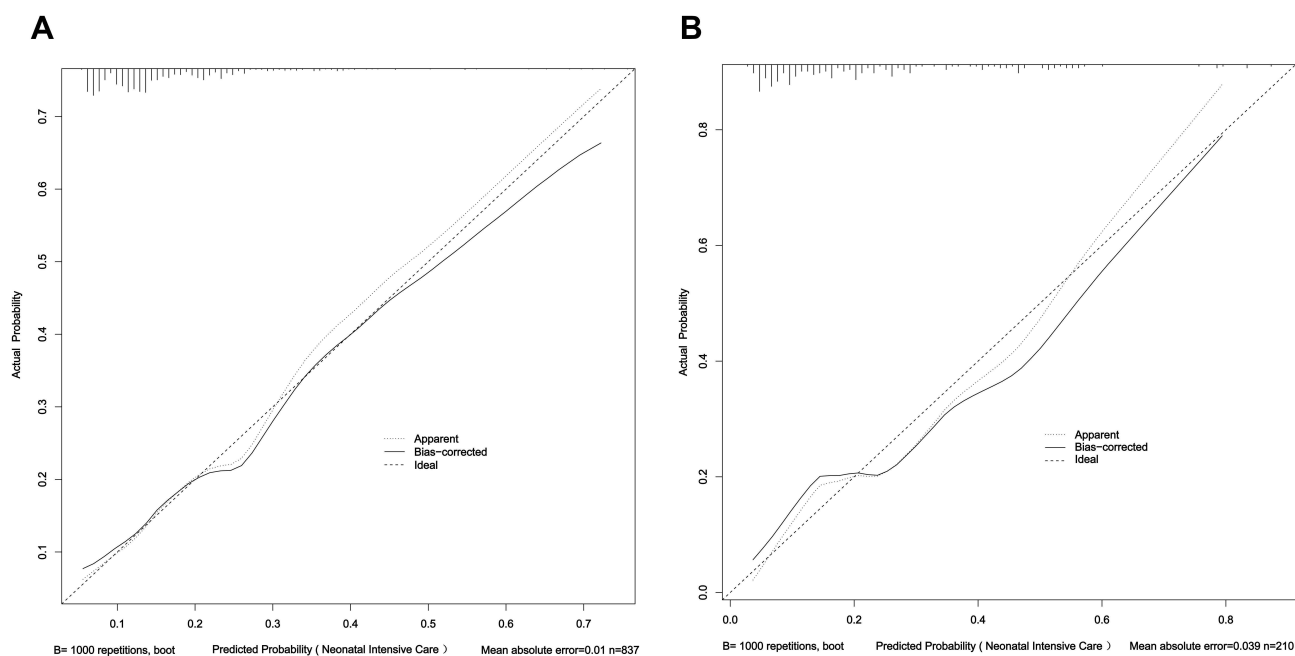 A
0.7
0.6
0.5
0.4
0.3
0.2
0.1
Actual Probability
Apparent
Bias−corrected
Ideal
0.1 0.2 0.3 0.4 0.5 0.6 0.7
B= 1000 repetitions, boot Predicted Probability ( Neonatal Intensive Care ) Mean absolute error=0.01 n=837
B
0.8
0.6
0.4
0.2
0.0
Actual Probability
Apparent
Bias−corrected
Ideal
0.0 0.2 0.4 0.6 0.8
B= 1000 repetitions, boot Predicted Probability ( Neonatal Intensive Care ) Mean absolute error=0.039 n=210